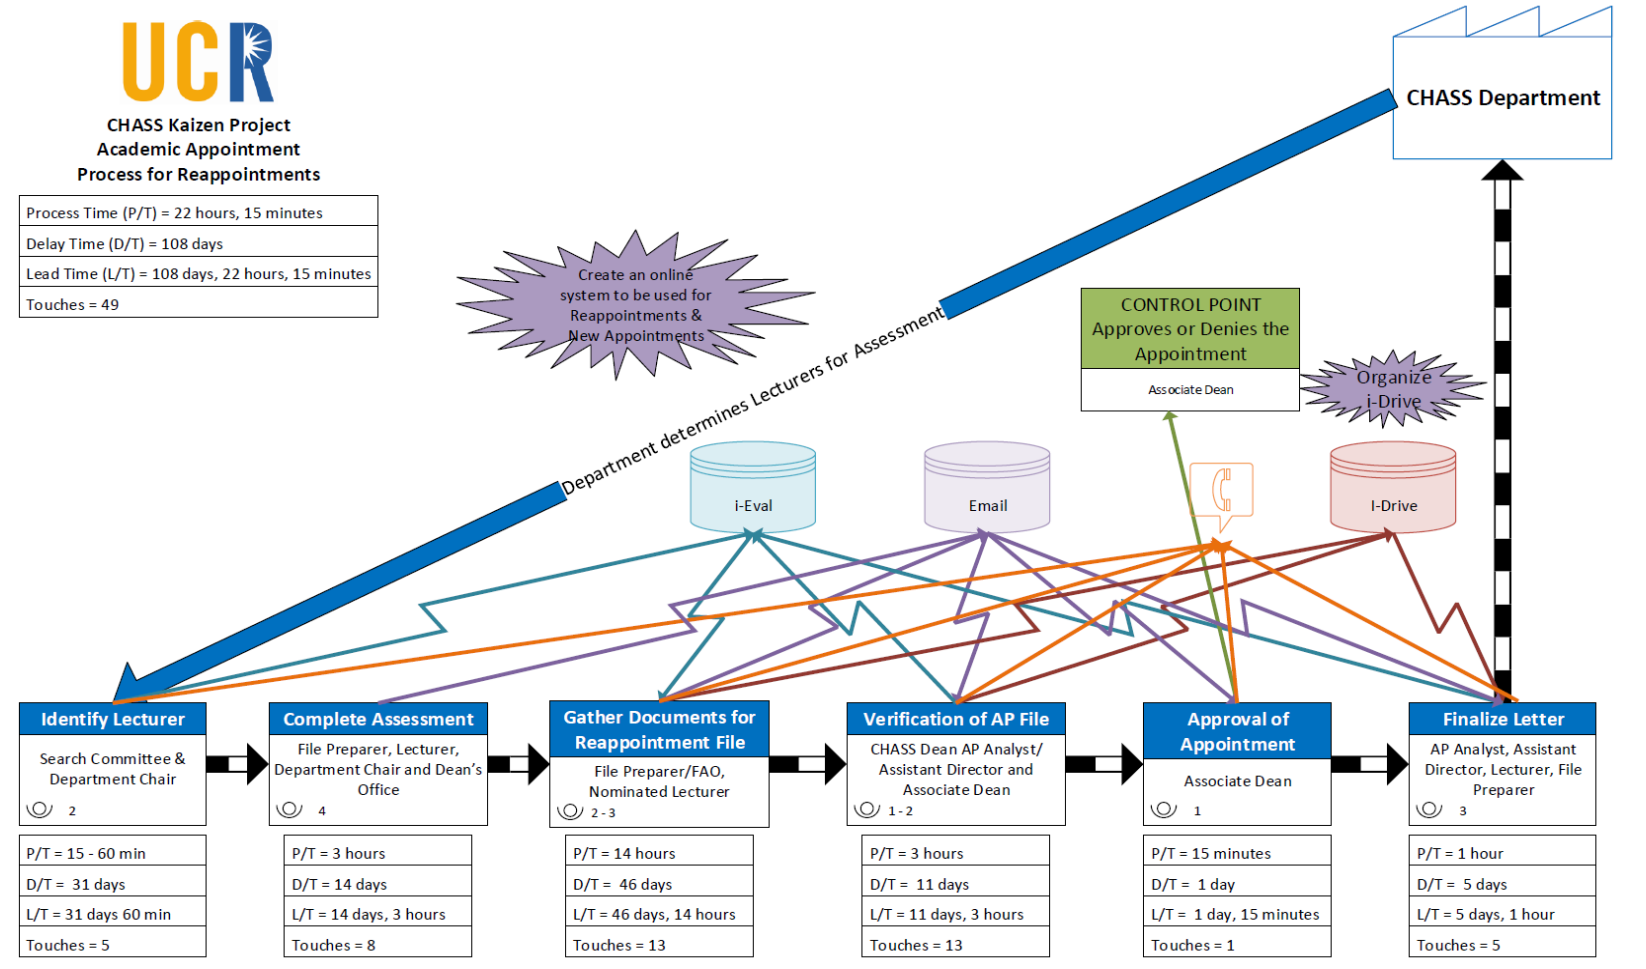 UCR
CHASS Kaizen Project
Academic Appointment
Process for Reappointments
Process Time (P/T) = 22 hours, 15 minutes
Delay Time (D/T) = 108 days
Lead Time (L/T) = 108 days, 22 hours, 15 minutes
Touches = 49
CHASS Department
Create an online
system to be used for
Reappointments &
New Appointments
Department determines Lecturers for Assessment
CONTROL POINT
Approves or Denies the
Appointment
Associate Dean
Organize
i-Drive
i-Eval
Email
I-Drive
Identify Lecturer
Search Committee &
Department Chair
2
P/T = 15 - 60 min
D/T =  31 days
L/T = 31 days 60 min
Touches = 5
Complete Assessment
File Preparer, Lecturer,
Department Chair and Dean's
Office
4
P/T = 3 hours
D/T = 14 days
L/T = 14 days, 3 hours
Touches = 8
Gather Documents for
Reappointment File
File Preparer/FAO,
Nominated Lecturer
2 - 3
P/T = 14 hours
D/T =  46 days
L/T = 46 days, 14 hours
Touches = 13
Verification of AP File
CHASS Dean AP Analyst/
Assistant Director and
Associate Dean
1 - 2
P/T = 3 hours
D/T =  11 days
L/T = 11 days, 3 hours
Touches = 13
Approval of
Appointment
Associate Dean
1
P/T = 15 minutes
D/T =  1 day
L/T =  1 day, 15 minutes
Touches = 1
Finalize Letter
AP Analyst, Assistant
Director, Lecturer, File
Preparer
3
P/T = 1 hour
D/T =  5 days
L/T = 5 days, 1 hour
Touches = 5